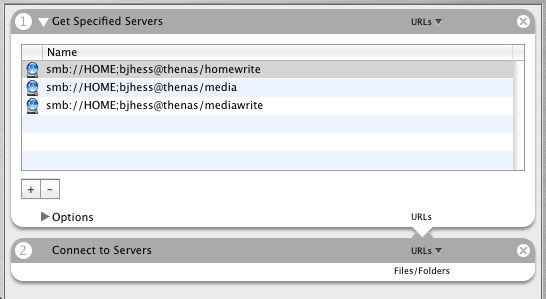 1 Get Specified Servers URLs
Name
smb://HOME;bjhess@thenas/homewrite
smb://HOME;bjhess@thenas/media
smb://HOME;bjhess@thenas/mediawrite
+ -
Options URLs
2 Connect to Servers URLs
Files/Folders